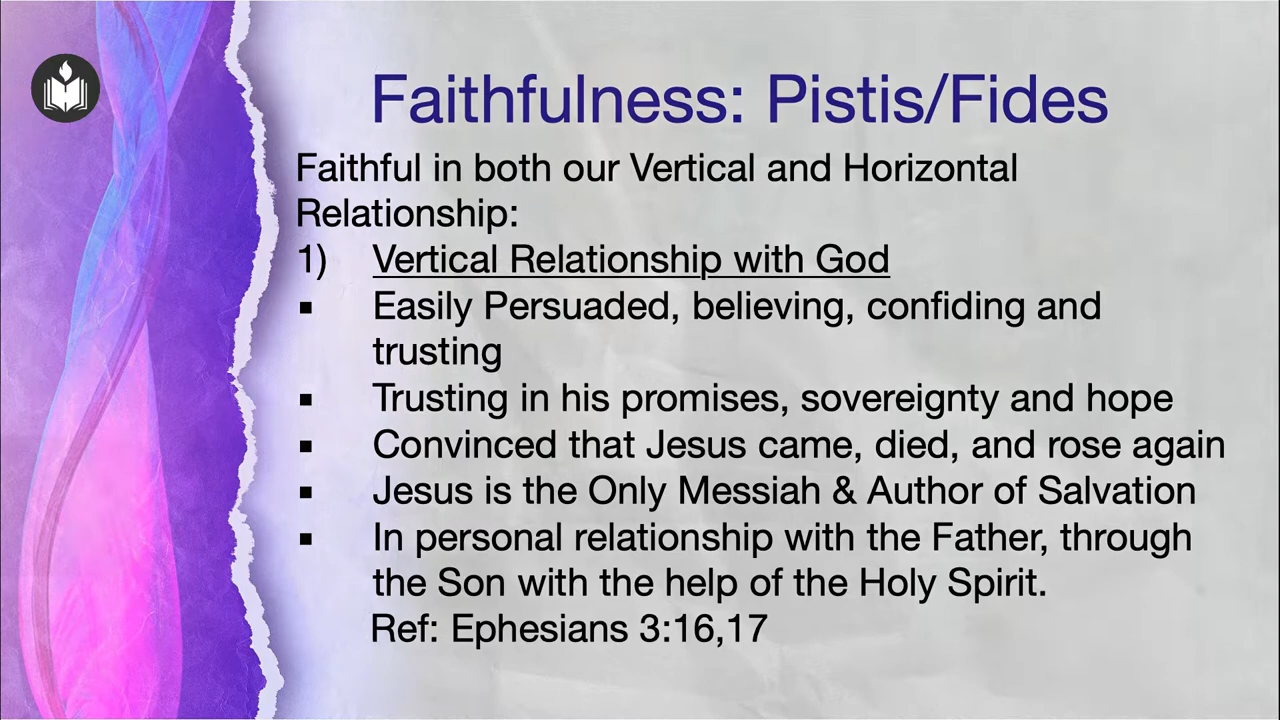 Faithfulness: Pistis/Fides
Faithful in both our Vertical and Horizontal
Relationship:
1) Vertical Relationship with God
▪ Easily Persuaded, believing, confiding and
trusting
▪ Trusting in his promises, sovereignty and hope
▪ Convinced that Jesus came, died, and rose again
▪ Jesus is the Only Messiah & Author of Salvation
▪ In personal relationship with the Father, through
the Son with the help of the Holy Spirit.
Ref: Ephesians 3:16,17